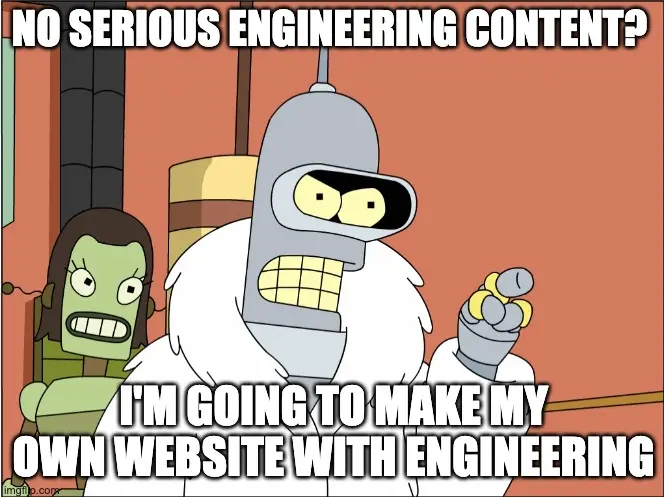 NO SERIOUS ENGINEERING CONTENT?
I'M GOING TO MAKE MY
OWN WEBSITE WITH ENGINEERING
imgflip.com